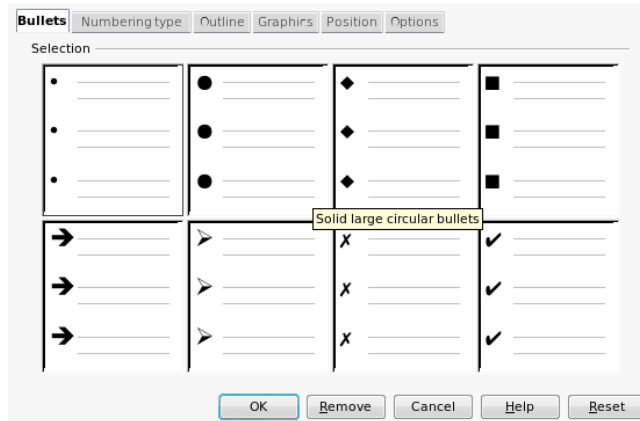 Bullets Numbering type Outline Graphics Position Options
Selection
Solid large circular bullets
OK Remove Cancel Help Reset